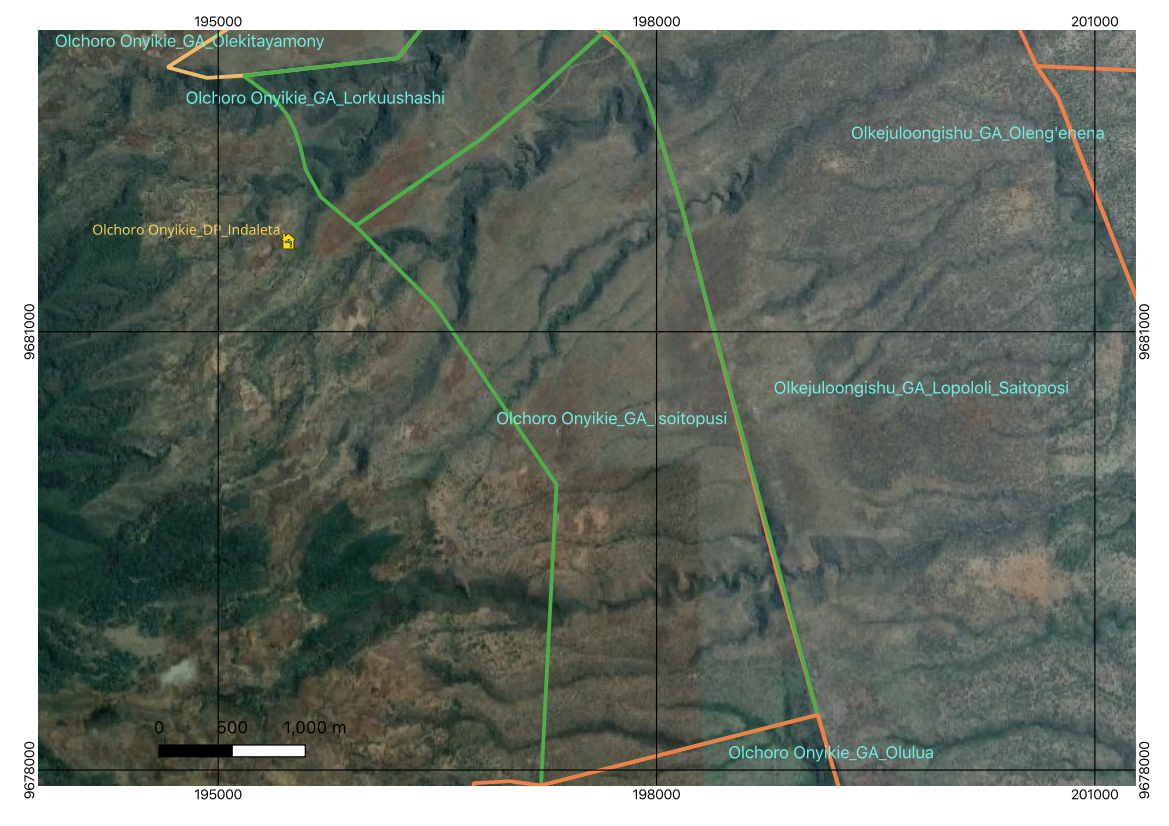 195000 198000 201000
Olchoro Onyikie_GA_Olekitayamony
Olchoro Onyikie_GA_Lorkuushashi
Olkejuloongishu_GA_Oleng'enena
Olchoro Onyikie_DP_Indaleta
9681000 9681000
Olkejuloongishu_GA_Lopololi_Saitoposi
Olchoro Onyikie_GA_ soitopusi
0 500 1,000 m
Olchoro Onyikie_GA_Olulua
9678000 9678000
195000 198000 201000